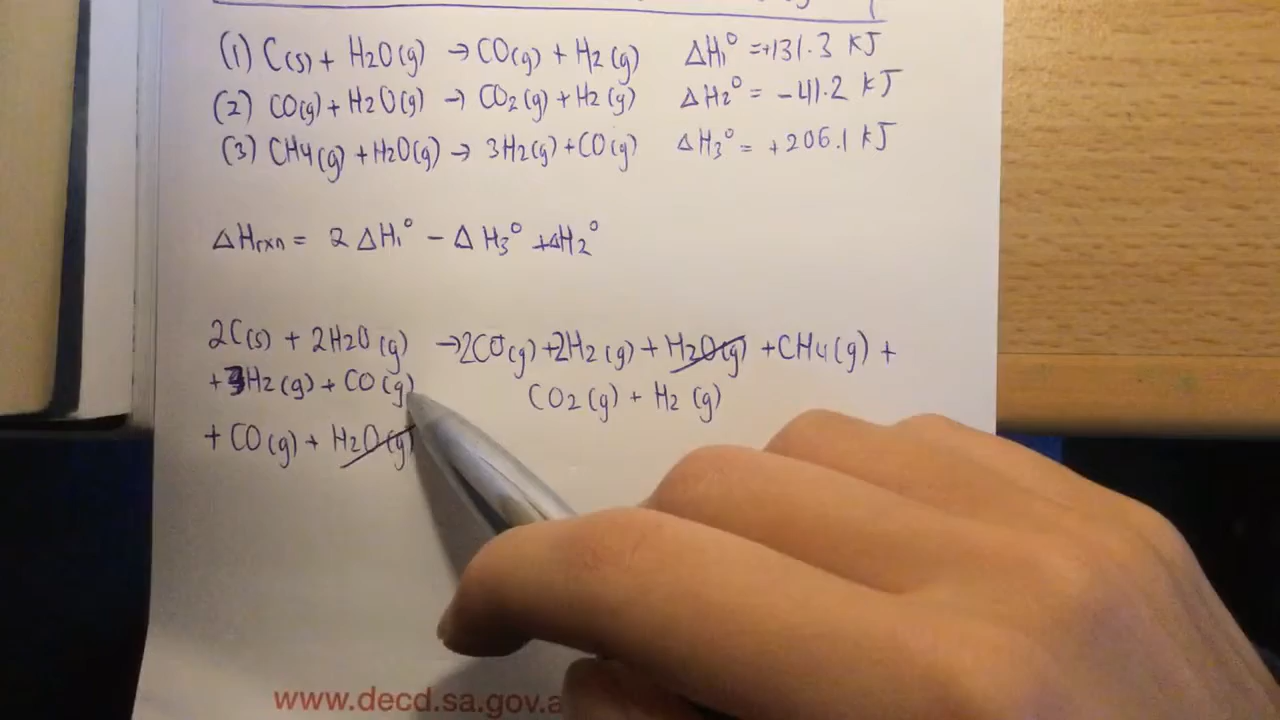 (1) C(s) + H2O(g) → CO(g) + H2(g) ΔH1° = +131.3 KJ
(2) CO(g) + H2O(g) → CO2(g) + H2(g) ΔH2° = -41.2 KJ
(3) CH4(g) + H2O(g) → 3H2(g) + CO(g) ΔH3° = +206.1 KJ
ΔHrxn = 2ΔH1° - ΔH3° + ΔH2°
2C(s) + 2H2O(g) → 2CO(g) + 2H2(g) + H2O(g) + CH4(g) +
+ 3H2(g) + CO(g) CO2(g) + H2(g)
+ CO(g) + H2O(g)
www.decd.sa.gov.a